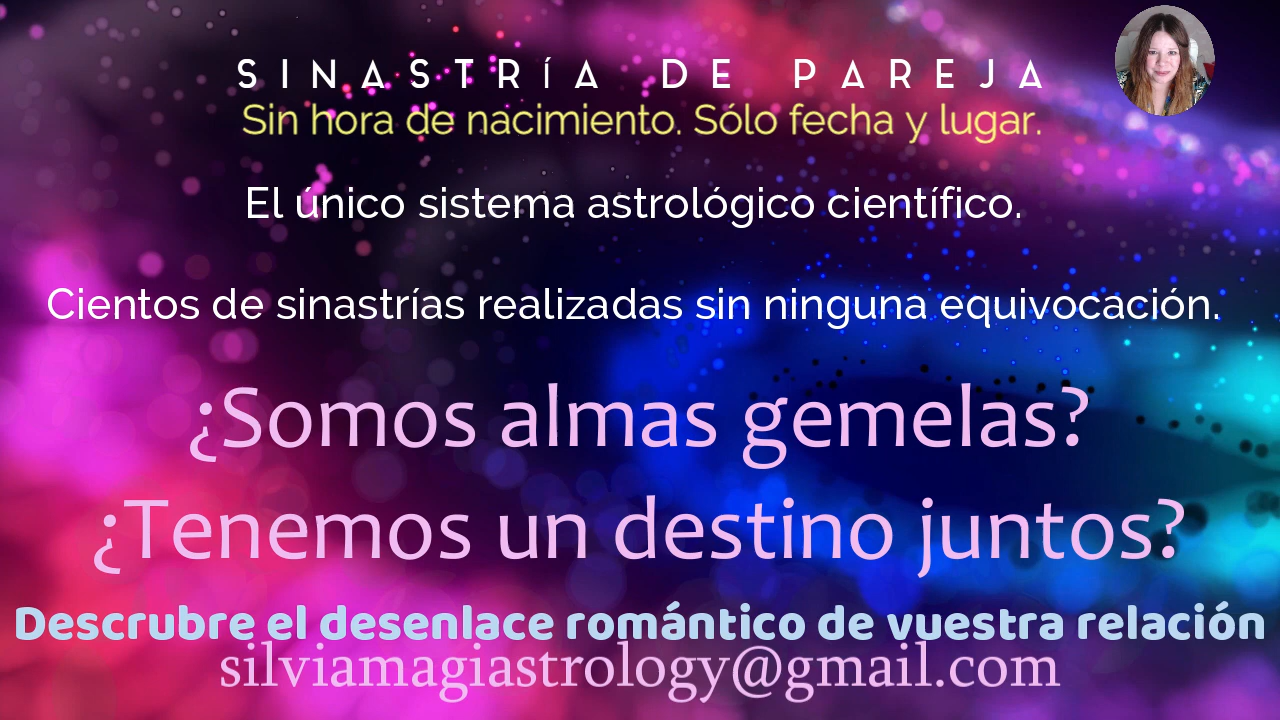 SINASTRÍA DE PAREJA
Sin hora de nacimiento. Sólo fecha y lugar.
El único sistema astrológico científico.
Cientos de sinastrías realizadas sin ninguna equivocación.
¿Somos almas gemelas?
¿Tenemos un destino juntos?
Descrubre el desenlace romántico de vuestra relación
silviamagiastrology@gmail.com